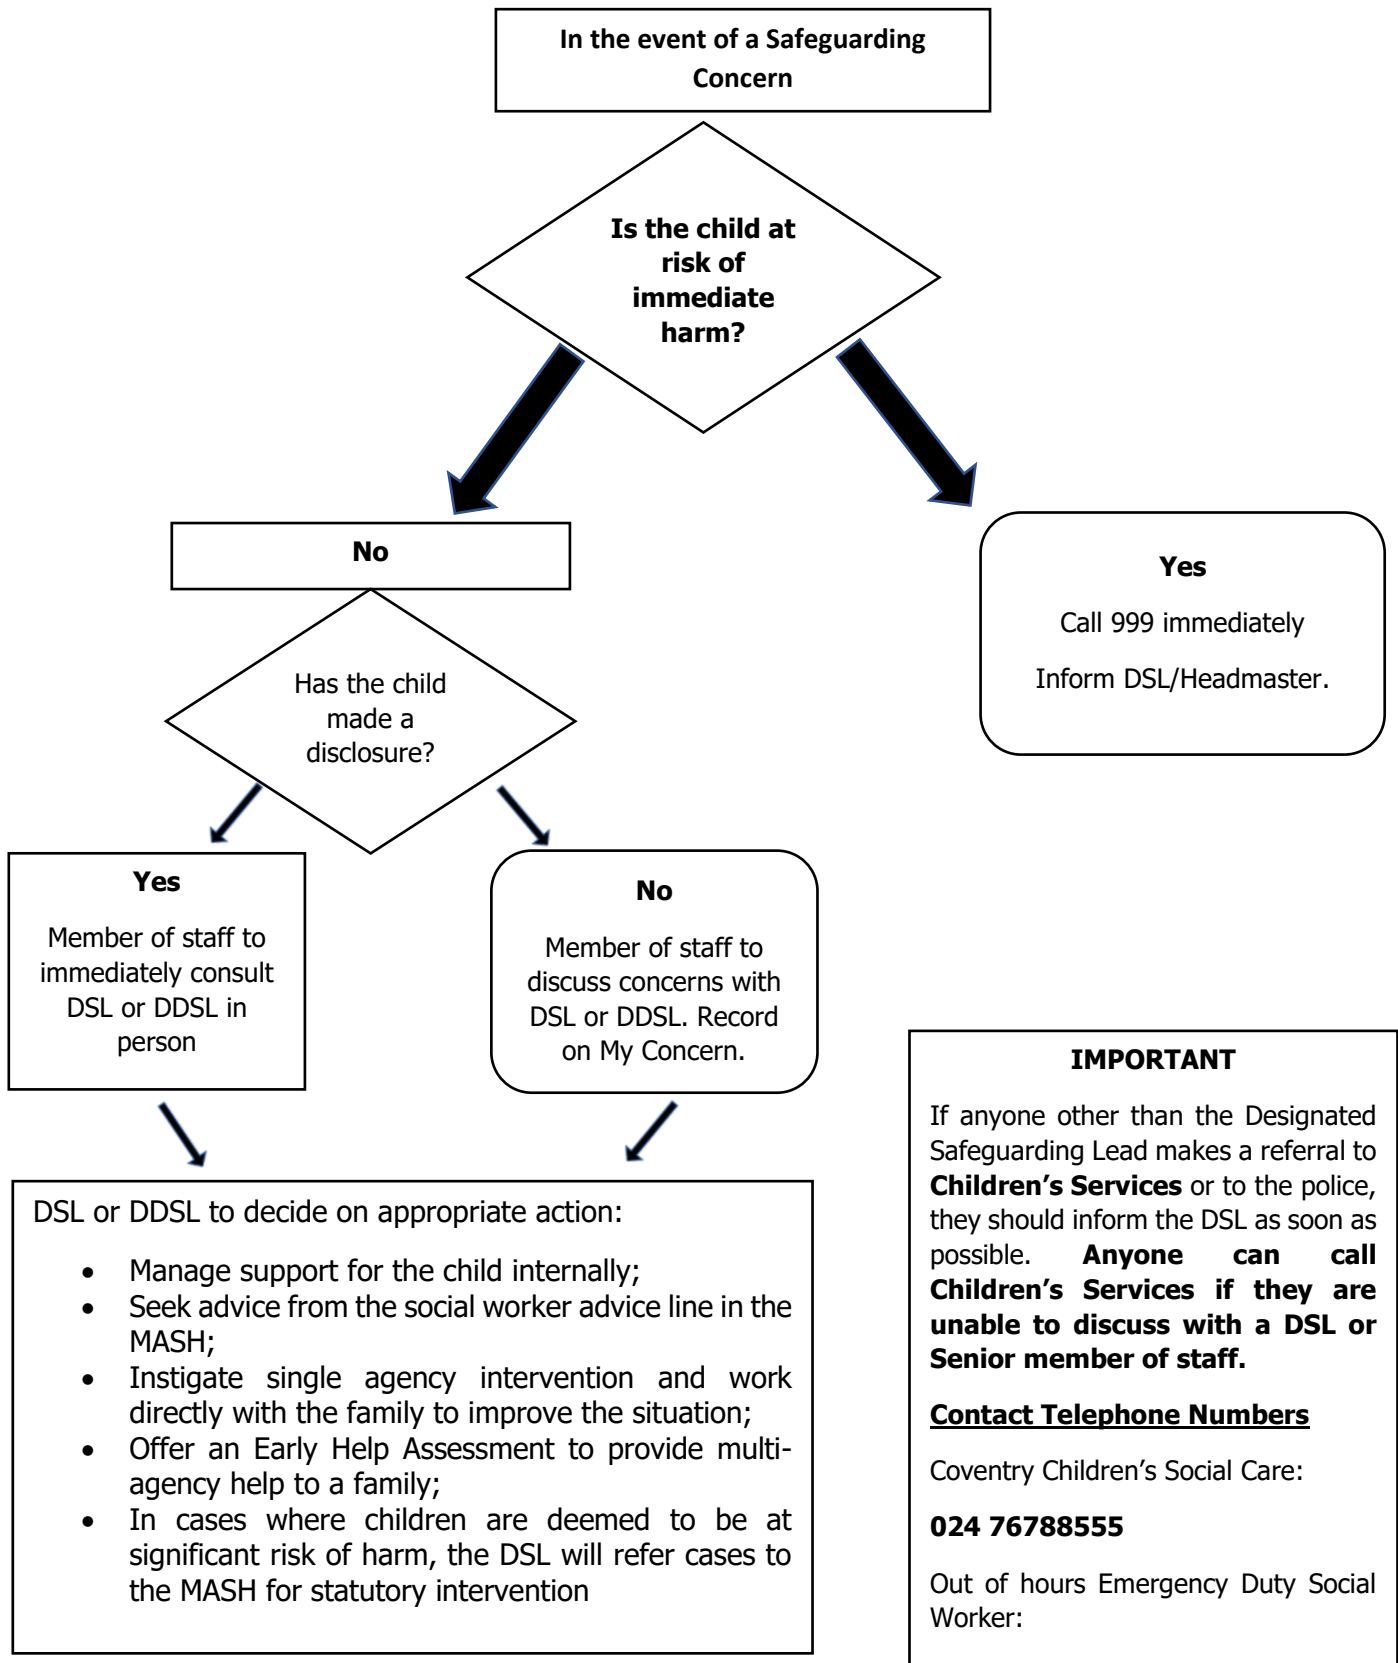 In the event of a Safeguarding
Concern
Is the child at
risk of
immediate
harm?
No
Yes
Call 999 immediately
Inform DSL/Headmaster.
Has the child
made a
disclosure?
Yes
Member of staff to
immediately consult
DSL or DDSL in
person
No
Member of staff to
discuss concerns with
DSL or DDSL. Record
on My Concern.
DSL or DDSL to decide on appropriate action:
• Manage support for the child internally;
• Seek advice from the social worker advice line in the
MASH;
• Instigate single agency intervention and work
directly with the family to improve the situation;
• Offer an Early Help Assessment to provide multi-
agency help to a family;
• In cases where children are deemed to be at
significant risk of harm, the DSL will refer cases to
the MASH for statutory intervention
IMPORTANT
If anyone other than the Designated
Safeguarding Lead makes a referral to
Children’s Services or to the police,
they should inform the DSL as soon as
possible. Anyone can call
Children’s Services if they are
unable to discuss with a DSL or
Senior member of staff.
Contact Telephone Numbers
Coventry Children’s Social Care:
024 76788555
Out of hours Emergency Duty Social
Worker: